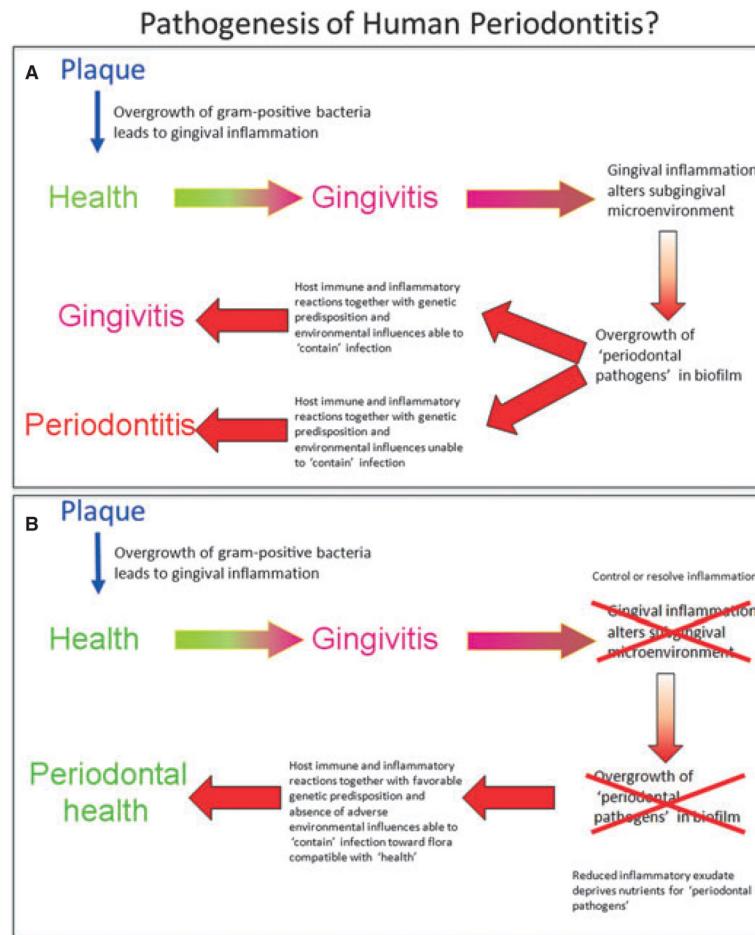 Pathogenesis of Human Periodontitis?
A
Plaque
Overgrowth of gram-positive bacteria
leads to gingival inflammation
Health
Gingivitis
Gingival inflammation
alters subgingival
microenvironment
Gingivitis
Host immune and inflammatory
reactions together with genetic
predisposition and
environmental influences able to
'contain' infection
Overgrowth of
'periodontal
pathogens' in biofilm
Periodontitis
Host immune and inflammatory
reactions together with genetic
predisposition and
environmental influences unable
to 'contain' infection
B
Plaque
Overgrowth of gram-positive bacteria
leads to gingival inflammation
Control or resolve inflammation
Health
Gingivitis
Gingival inflammation
alters subgingival
microenvironment
Periodontal
health
Host immune and inflammatory
reactions together with favorable
genetic predisposition and
absence of adverse
environmental influences able to
'contain' infection toward flora
compatible with 'health'
Overgrowth of
'periodontal
pathogens' in biofilm
Reduced inflammatory exudate
deprives nutrients for 'periodontal
pathogens'